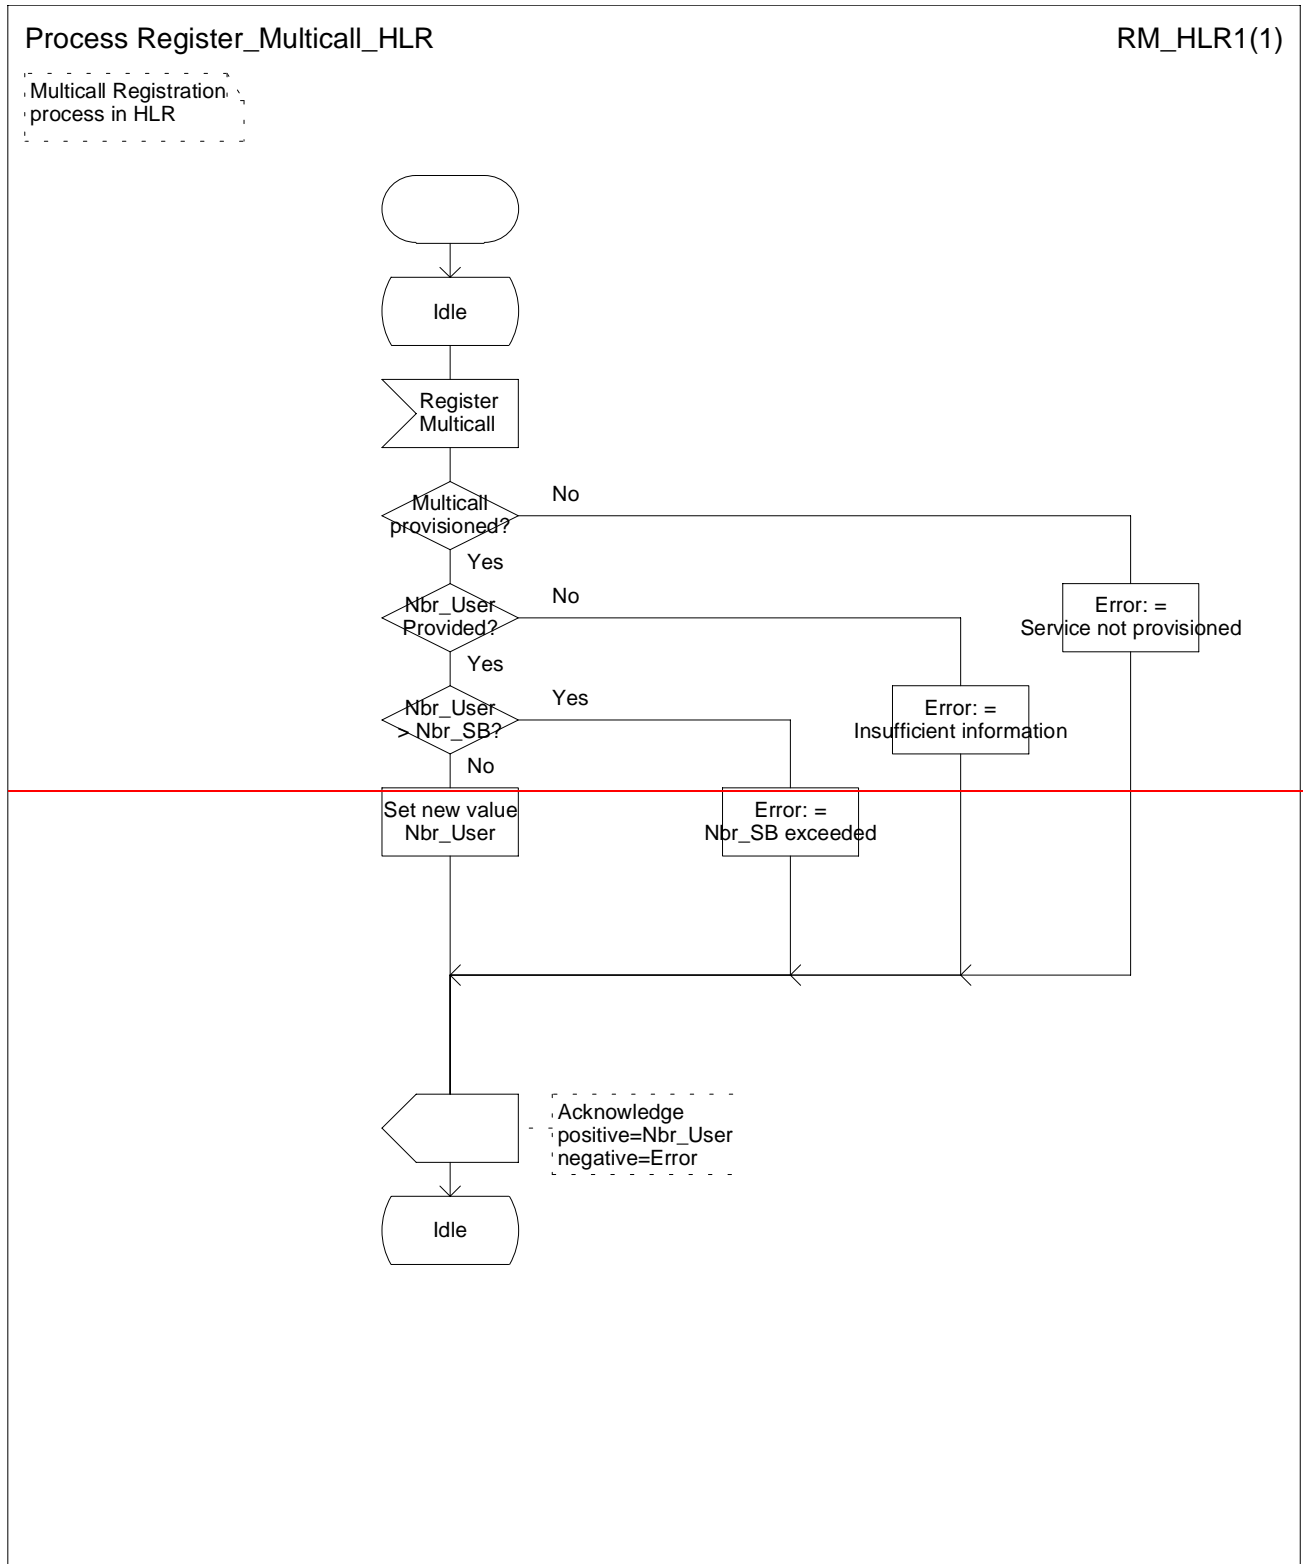 Process Register_Multicall_HLR
RM_HLR1(1)
Multicall Registration
process in HLR
Idle
Register
Multicall
Multicall
provisioned?
No
Yes
Nbr_User
Provided?
No
Yes
Error: =
Service not provisioned
Nbr_User
> Nbr_SB?
Yes
No
Error: =
Insufficient information
Set new value
Nbr_User
Error: =
Nbr_SB exceeded
Acknowledge
positive=Nbr_User
negative=Error
Idle